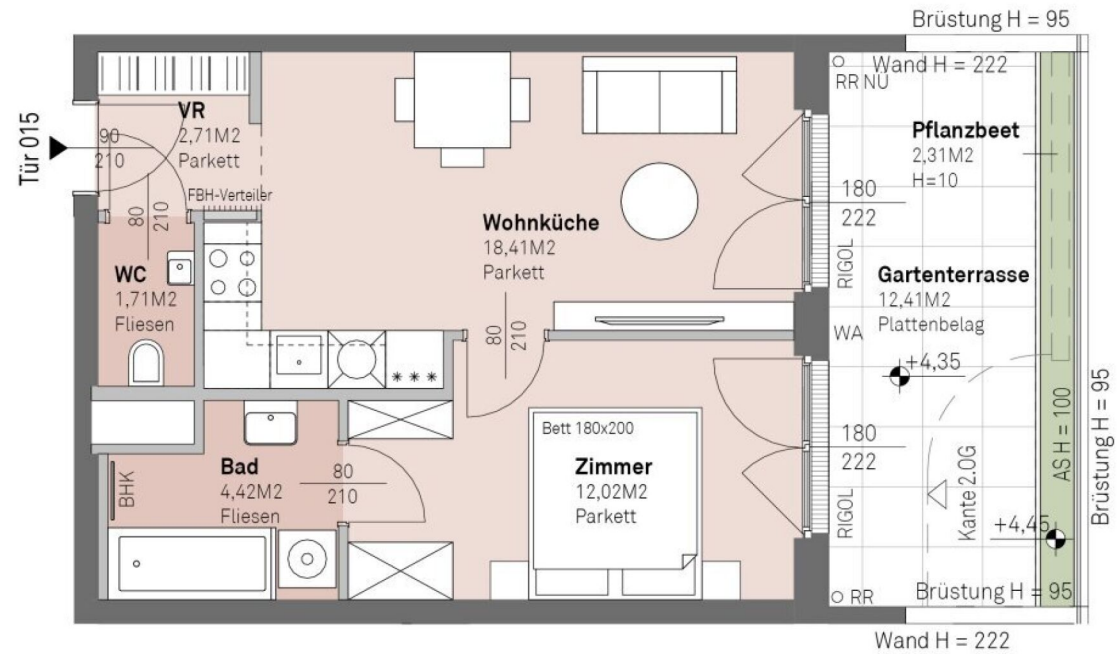 Brüstung H = 95
Wand H = 222
RR NÜ
VR
2,71M2
Parkett
90
210
Tür 015
FBH-Verteiler
80
210
Pflanzbeet
2,31M2
H=10
180
222
Wohnküche
18,41M2
Parkett
WC
1,71M2
Fliesen
RIGOL
Gartenterrasse
12,41M2
Plattenbelag
80
210
WA
+4,35
***
Bett 180x200
AS H = 100
Brüstung H = 95
Bad
4,42M2
Fliesen
BHK
80
210
Zimmer
12,02M2
Parkett
180
222
RIGOL
Kante 2.OG
+4,45
RR
Brüstung H = 95
Wand H = 222